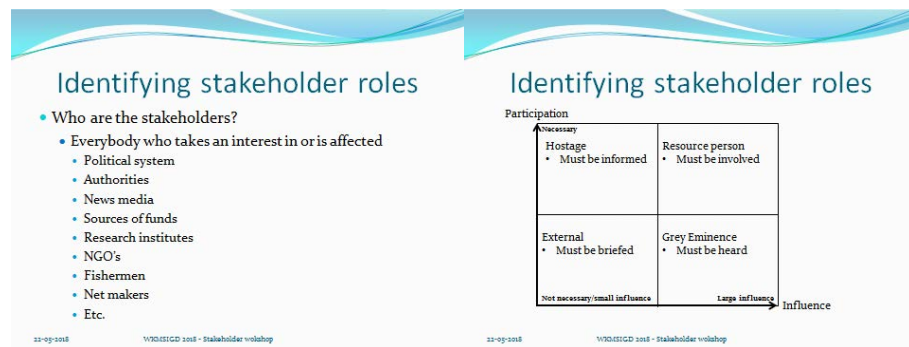 Identifying stakeholder roles
Who are the stakeholders?
Everybody who takes an interest in or is affected
Political system
Authorities
News media
Sources of funds
Research institutes
NGO's
Fishermen
Net makers
Etc.
22-05-2018
WKMSIGD 2018 - Stakeholder wokshop
Identifying stakeholder roles
Participation
Necessary
Hostage
Must be informed
Resource person
Must be involved
External
Must be briefed
Grey Eminence
Must be heard
Not necessary/small influence
Large influence
Influence
22-05-2018
WKMSIGD 2018 - Stakeholder wokshop